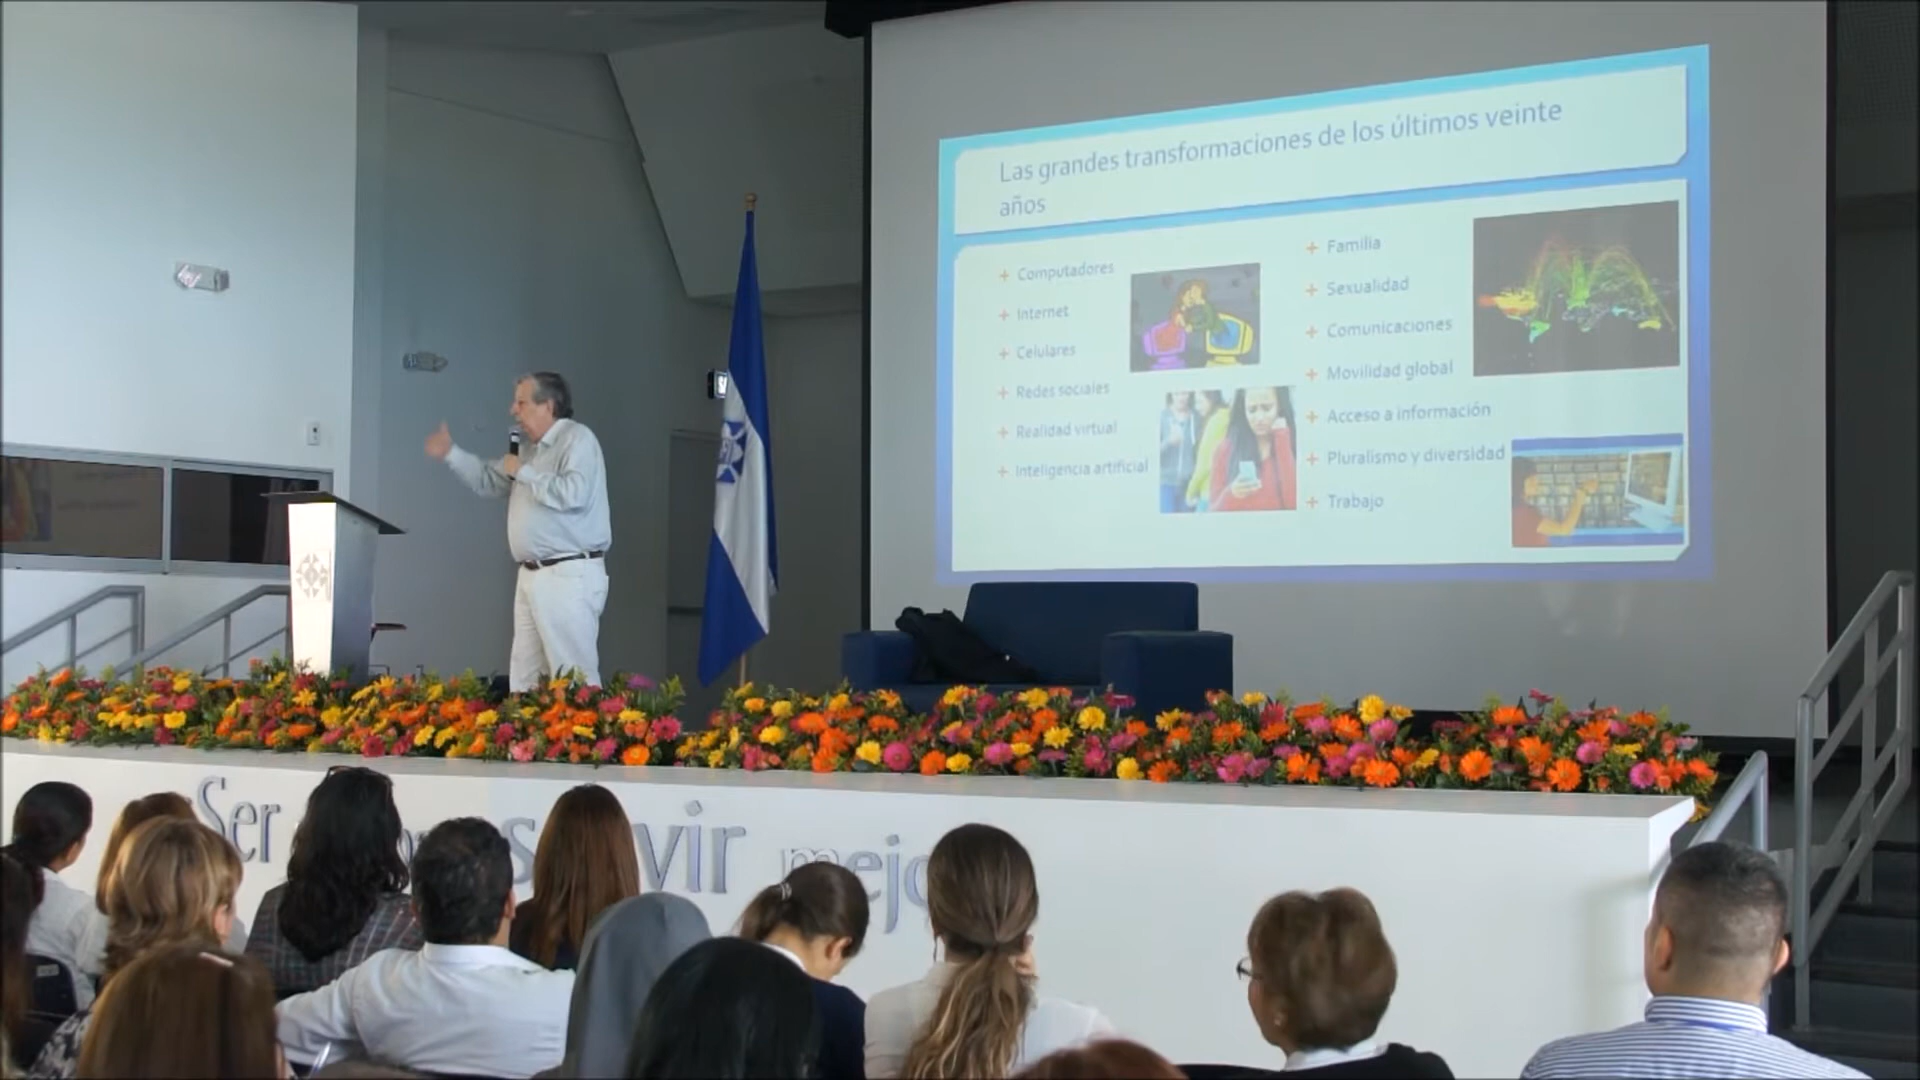 Las grandes transformaciones de los últimos veinte
años
+ Computadores
+ Internet
+ Celulares
+ Redes sociales
+ Realidad virtual
+ Inteligencia artificial
+ Familia
+ Sexualidad
+ Comunicaciones
+ Movilidad global
+ Acceso a información
+ Pluralismo y diversidad
+ Trabajo
Ser